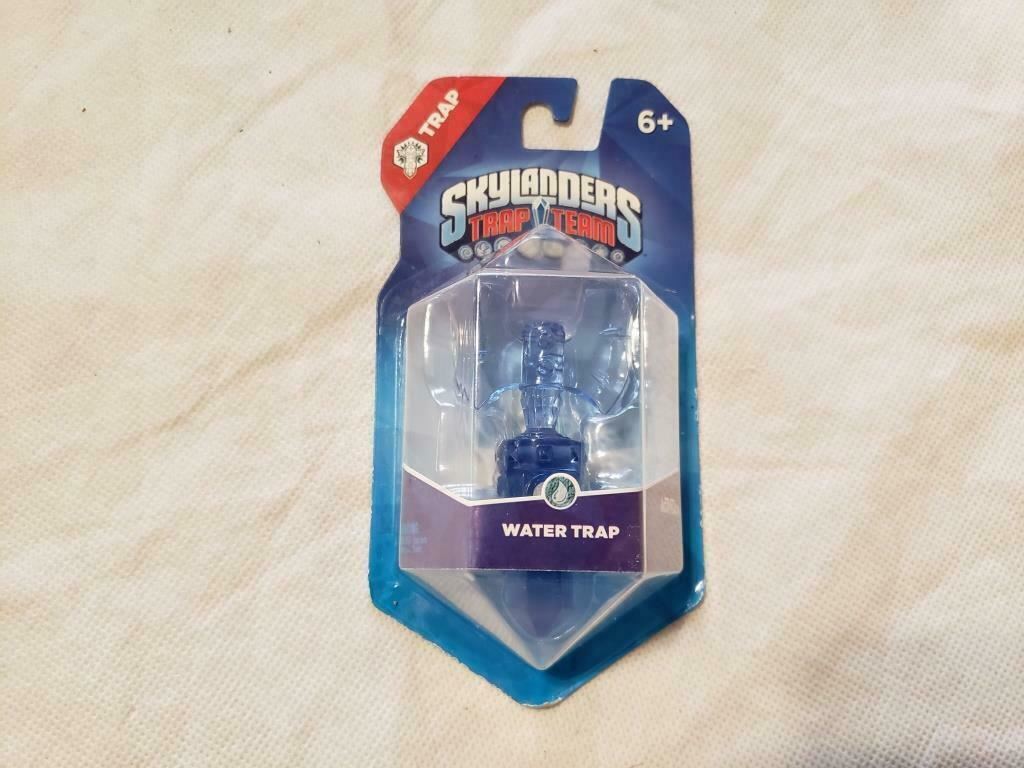 TRAP
6+
SKYLANDERS
TRAP TEAM
WATER TRAP